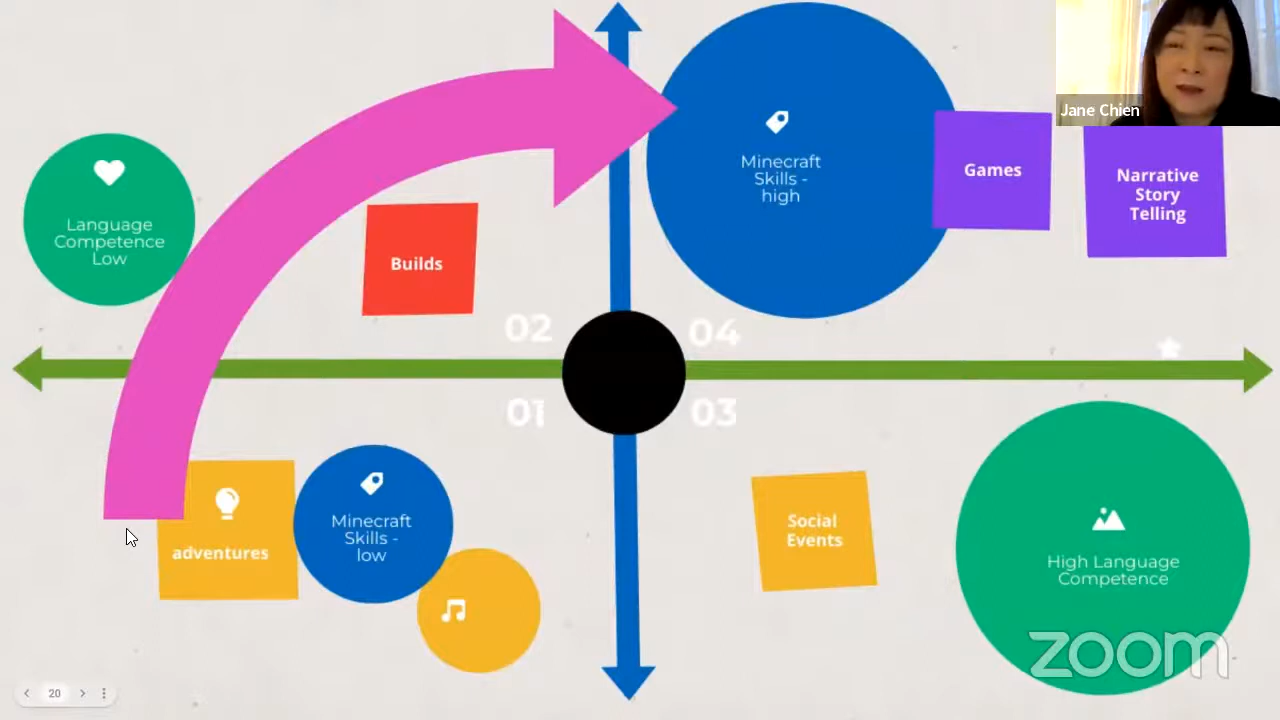 Jane Chien
Minecraft
Skills -
high
Games
Narrative
Story
Telling
Language
Competence
Low
Builds
02
04
01
03
adventures
Minecraft
Skills -
low
Social
Events
High Language
Competence
zoom
20